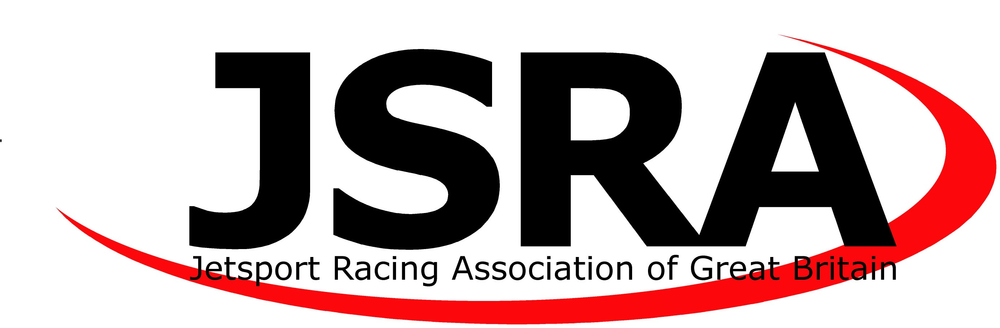 JSRA
Jetsport Racing Association of Great Britain